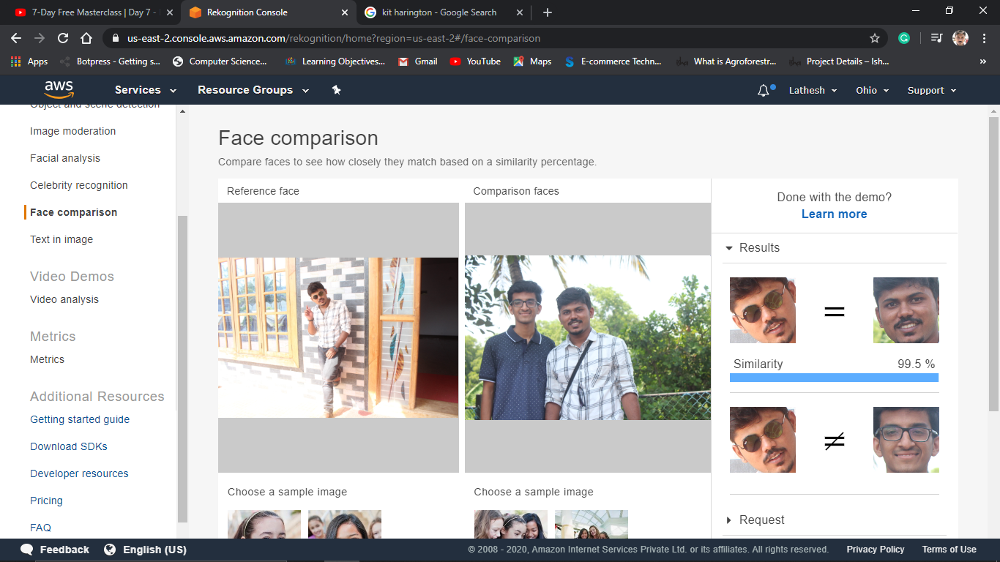 7-Day Free Masterclass | Day 7 -
Rekognition Console
kit harington - Google Search
us-east-2.console.aws.amazon.com/rekognition/home?region=us-east-2#/face-comparison
Apps
Botpress - Getting s...
Computer Science...
Learning Objectives...
Gmail
YouTube
Maps
E-commerce Techn...
What is Agroforestr...
Project Details – Ish...
»
aws
Services
Resource Groups
Lathesh
Ohio
Support
Object and scene detection
Image moderation
Facial analysis
Celebrity recognition
Face comparison
Text in image
Video Demos
Video analysis
Metrics
Metrics
Additional Resources
Getting started guide
Download SDKs
Developer resources
Pricing
FAQ
Face comparison
Compare faces to see how closely they match based on a similarity percentage.
Reference face
Comparison faces
Choose a sample image
Choose a sample image
Done with the demo?
Learn more
Results
=
Similarity 99.5 %
≠
Request
Feedback
English (US)
© 2008 - 2020, Amazon Internet Services Private Ltd. or its affiliates. All rights reserved.
Privacy Policy
Terms of Use